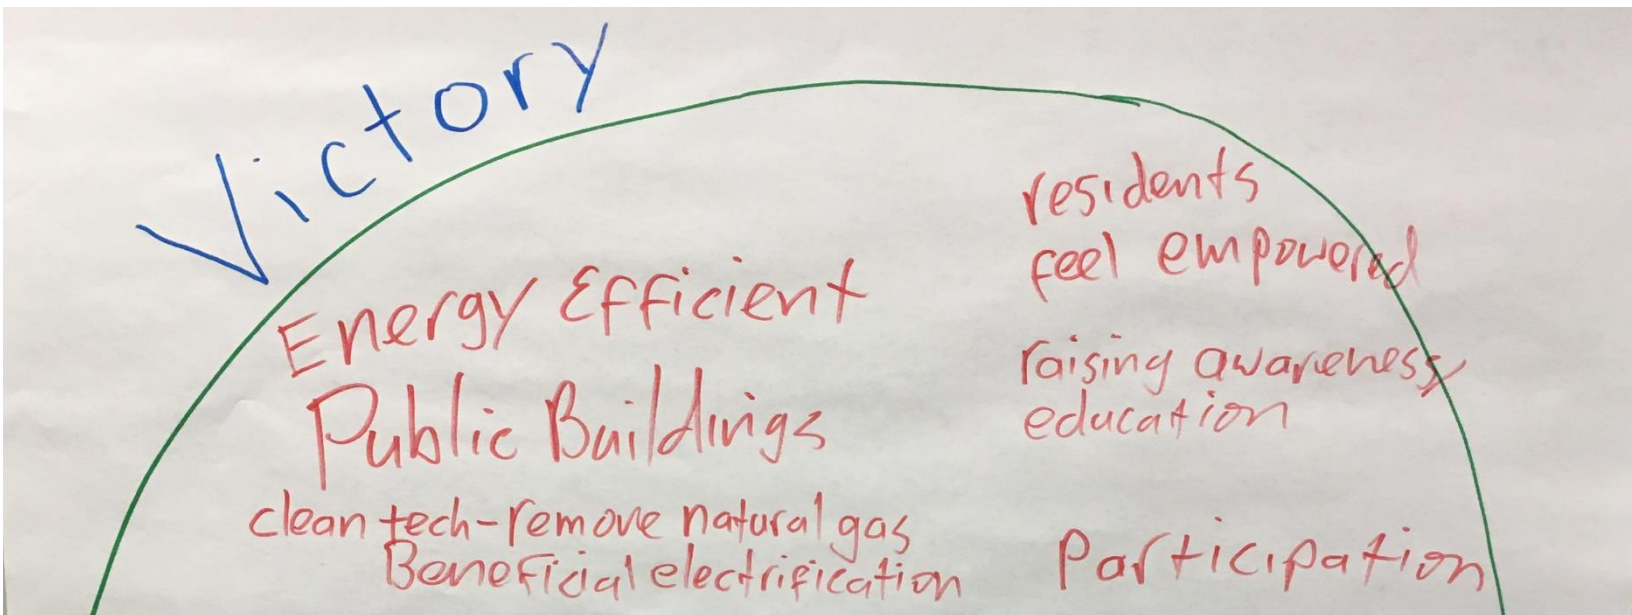 Victory
Energy Efficient
Public Buildings
clean tech-remove natural gas
Beneficial electrification
residents
feel empowered
raising awareness/
education
Participation